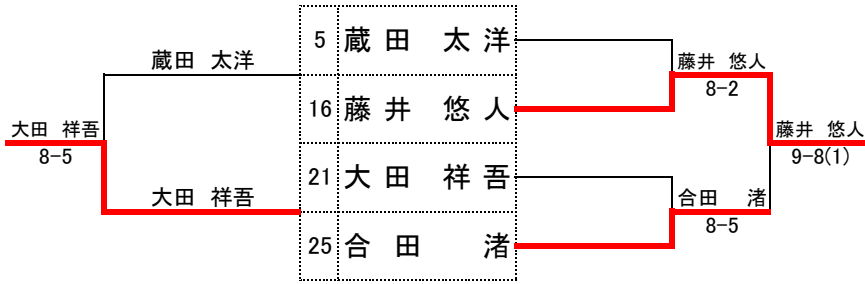 蔵田　太洋
大田 祥吾
8-5
大田　祥吾
5 蔵田　太洋
16 藤井　悠人
21 大田　祥吾
25 合田　　渚
藤井　悠人
8-2
合田　　渚
8-5
藤井　悠人
9-8(1)